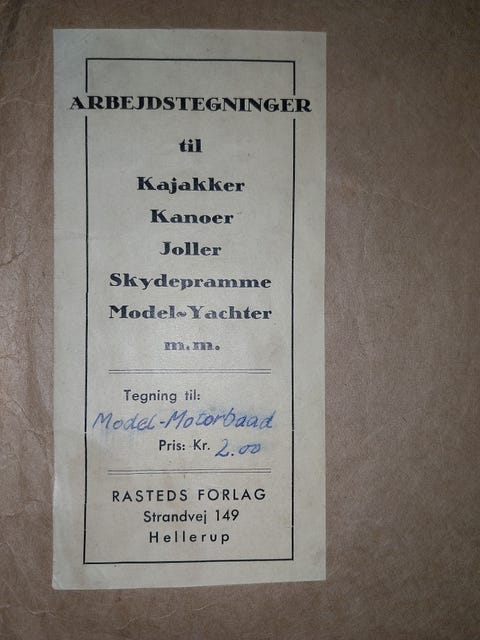 ARBEJDSTEGNINGER
til
Kajakker
Kanoer
Joller
Skydepramme
Model~Yachter
m.m.
Tegning til:
Model-Motorbaad
Pris: Kr. 2.00
RASTEDS FORLAG
Strandvej 149
Hellerup